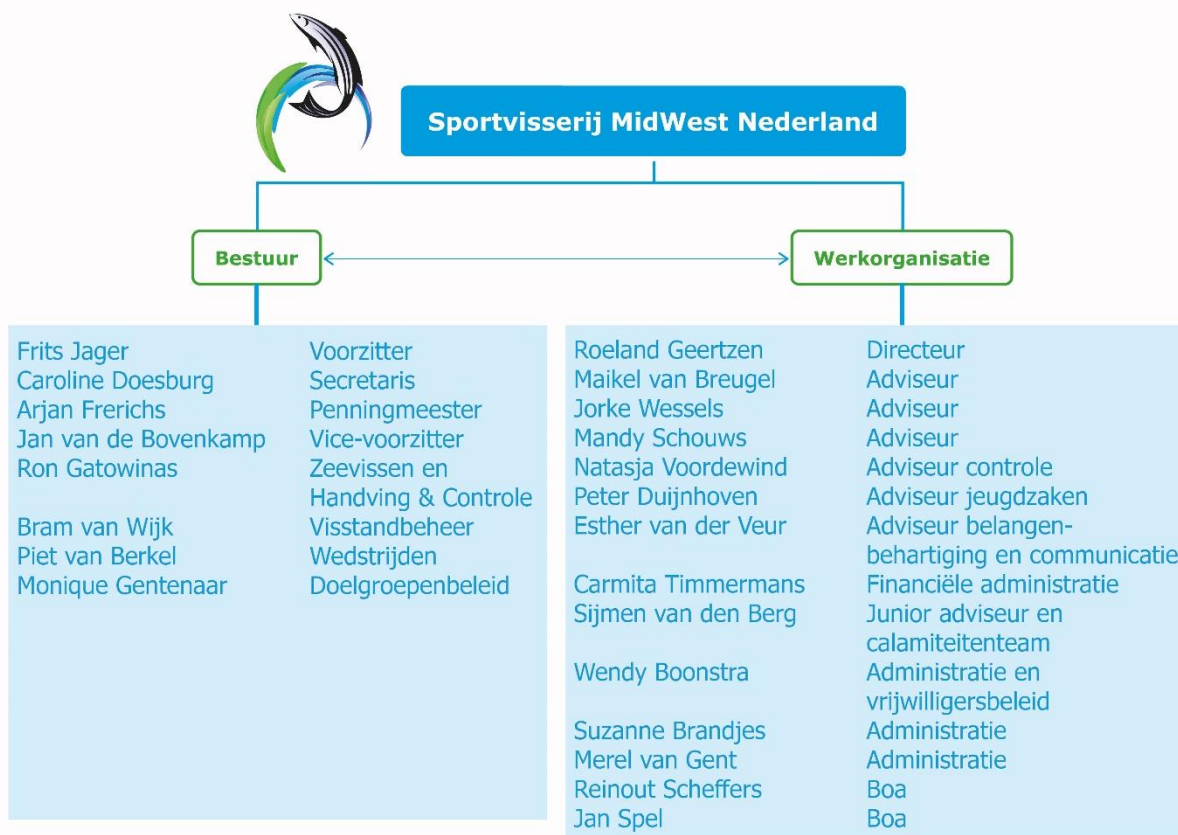 Sportvisserij MidWest Nederland
Bestuur
Werkorganisatie
Frits Jager Voorzitter
Caroline Doesburg Secretaris
Arjan Frerichs Penningmeester
Jan van de Bovenkamp Vice-voorzitter
Ron Gatowinas Zeevissen en
Handving & Controle
Bram van Wijk Visstandbeheer
Piet van Berkel Wedstrijden
Monique Gentenaar Doelgroepenbeleid
Roeland Geertzen Directeur
Maikel van Breugel Adviseur
Jorke Wessels Adviseur
Mandy Schouws Adviseur
Natasja Voordewind Adviseur controle
Peter Duijnhoven Adviseur jeugdzaken
Esther van der Veur Adviseur belangen-
behartiging en communicatie
Carmita Timmermans Financiële administratie
Sijmen van den Berg Junior adviseur en
calamiteitenteam
Wendy Boonstra Administratie en
vrijwilligersbeleid
Suzanne Brandjes Administratie
Merel van Gent Administratie
Reinout Scheffers Boa
Jan Spel Boa